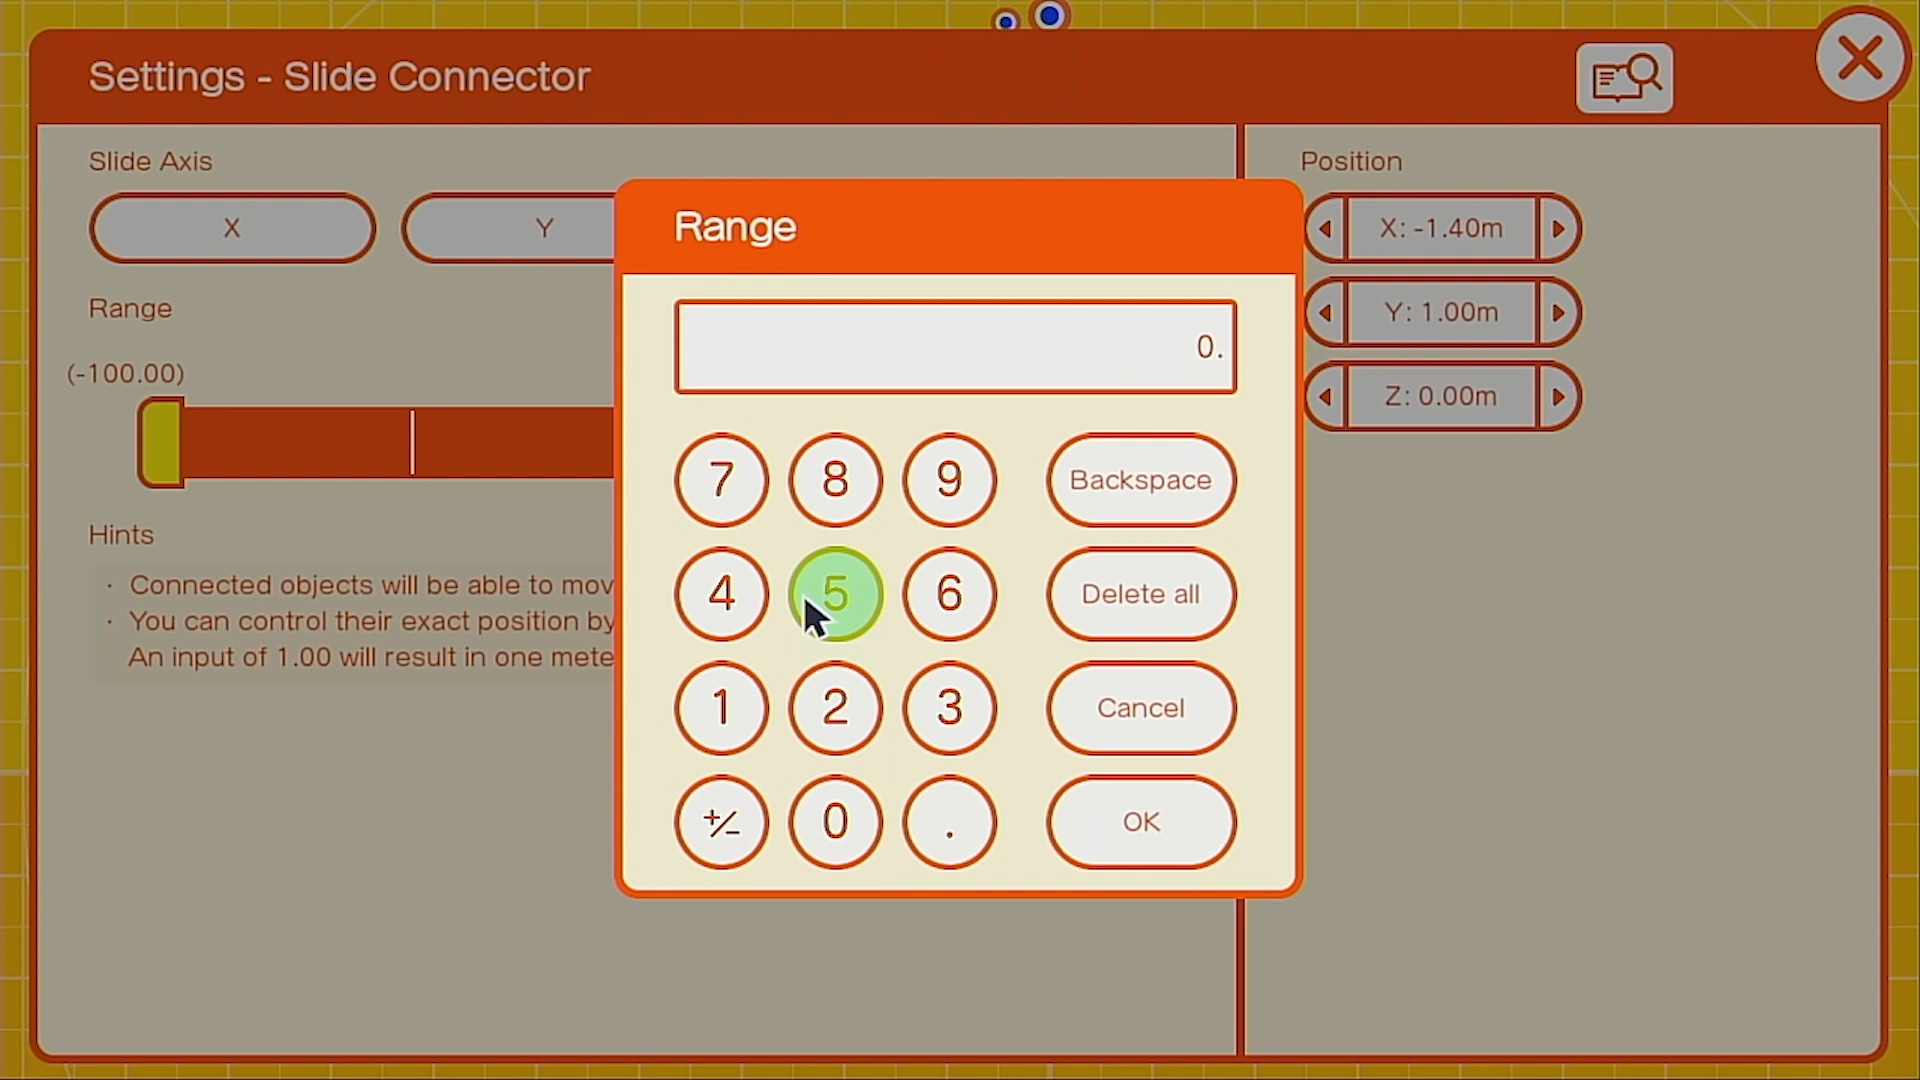 Settings - Slide Connector
Slide Axis
X
Y
Range
(-100.00)
Hints
· Connected objects will be able to mov
· You can control their exact position by
An input of 1.00 will result in one mete
Range
0.
7 8 9 Backspace
4 5 6 Delete all
1 2 3 Cancel
+/- 0 . OK
Position
X: -1.40m
Y: 1.00m
Z: 0.00m